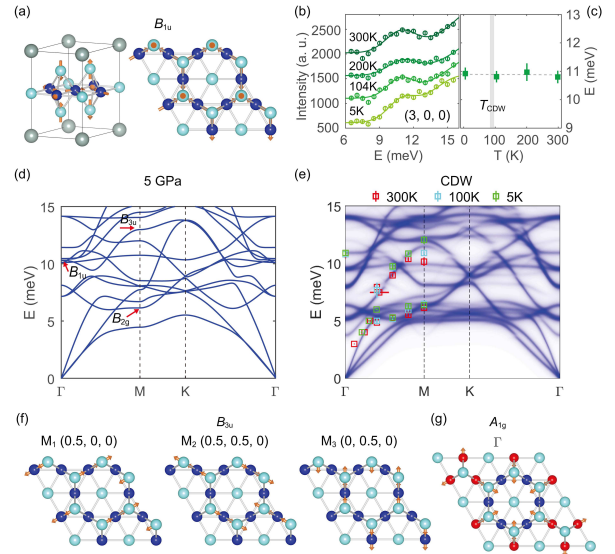 (a)
B1u
(b)
Intensity (a. u.)
2500
2000
1500
1000
500
300K
200K
104K
5K
(3, 0, 0)
6 9 12 15
E (meV)
(c)
TCDW
0 100 200 300
T (K)
13
12
11
10
9
E (meV)
(d)
5 GPa
E (meV)
15
10
5
0
B3u
B1u
B2g
Γ M K Γ
(e)
CDW
300K 100K 5K
E (meV)
15
10
5
0
Γ M K Γ
(f)
B3u
M1 (0.5, 0, 0)
M2 (0.5, 0.5, 0)
M3 (0, 0.5, 0)
(g)
A1g
Γ